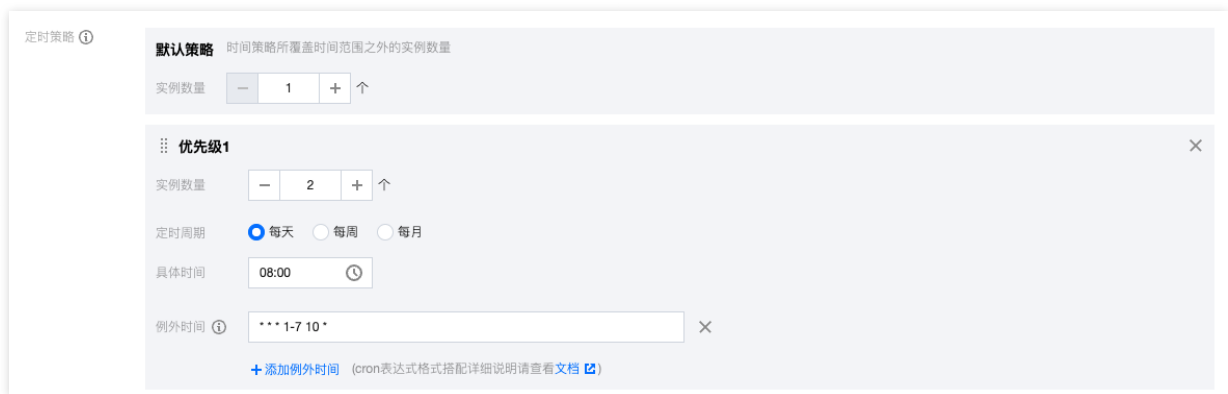 定时策略
默认策略 时间策略所覆盖时间范围之外的实例数量
实例数量 － 1 + 个
优先级1
实例数量 － 2 + 个
定时周期 每天 每周 每月
具体时间 08:00
例外时间 * * * 1-7 10 *
+ 添加例外时间 (cron表达式格式搭配详细说明请查看文档)